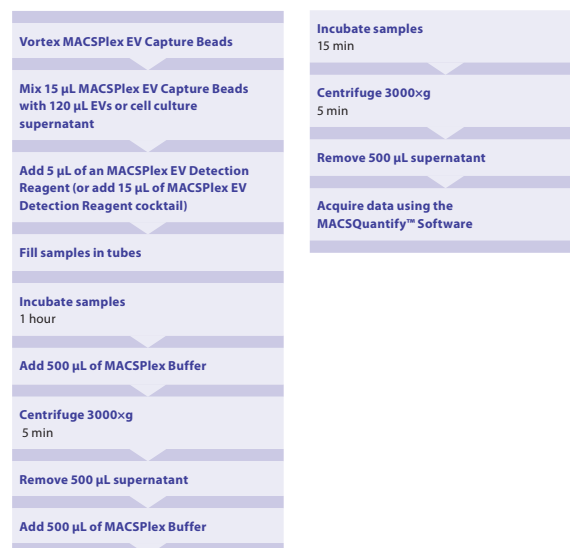 Vortex MACSPlex EV Capture Beads
Mix 15 µL MACSPlex EV Capture Beads
with 120 µL EVs or cell culture
supernatant
Add 5 µL of an MACSPlex EV Detection
Reagent (or add 15 µL of MACSPlex EV
Detection Reagent cocktail)
Fill samples in tubes
Incubate samples
1 hour
Add 500 µL of MACSPlex Buffer
Centrifuge 3000×g
5 min
Remove 500 µL supernatant
Add 500 µL of MACSPlex Buffer
Incubate samples
15 min
Centrifuge 3000×g
5 min
Remove 500 µL supernatant
Acquire data using the
MACSQuantify™ Software